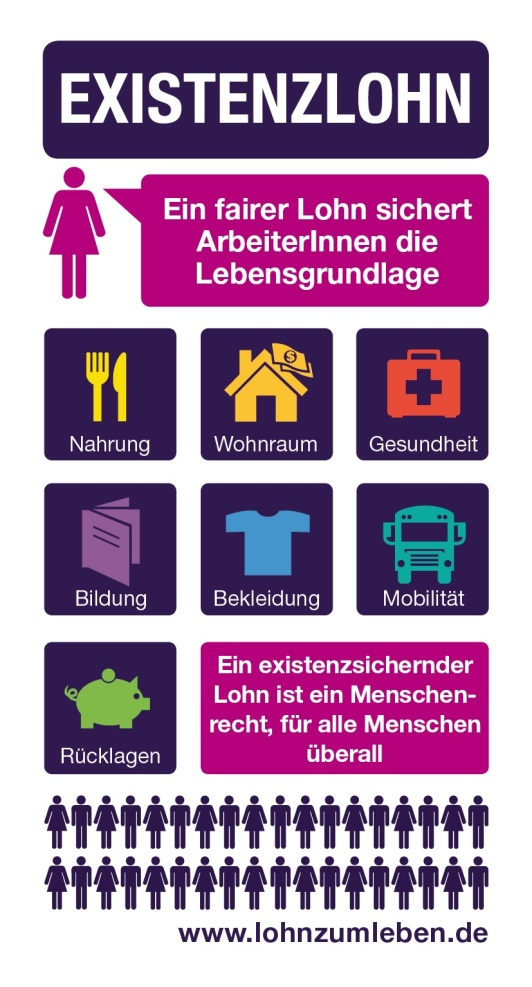 EXISTENZLOHN
Ein fairer Lohn sichert
ArbeiterInnen die
Lebensgrundlage
Nahrung
Wohnraum
$
Gesundheit
Bildung
Bekleidung
Mobilität
Rücklagen
Ein existenzsichernder
Lohn ist ein Menschen-
recht, für alle Menschen
überall
www.lohnzumleben.de